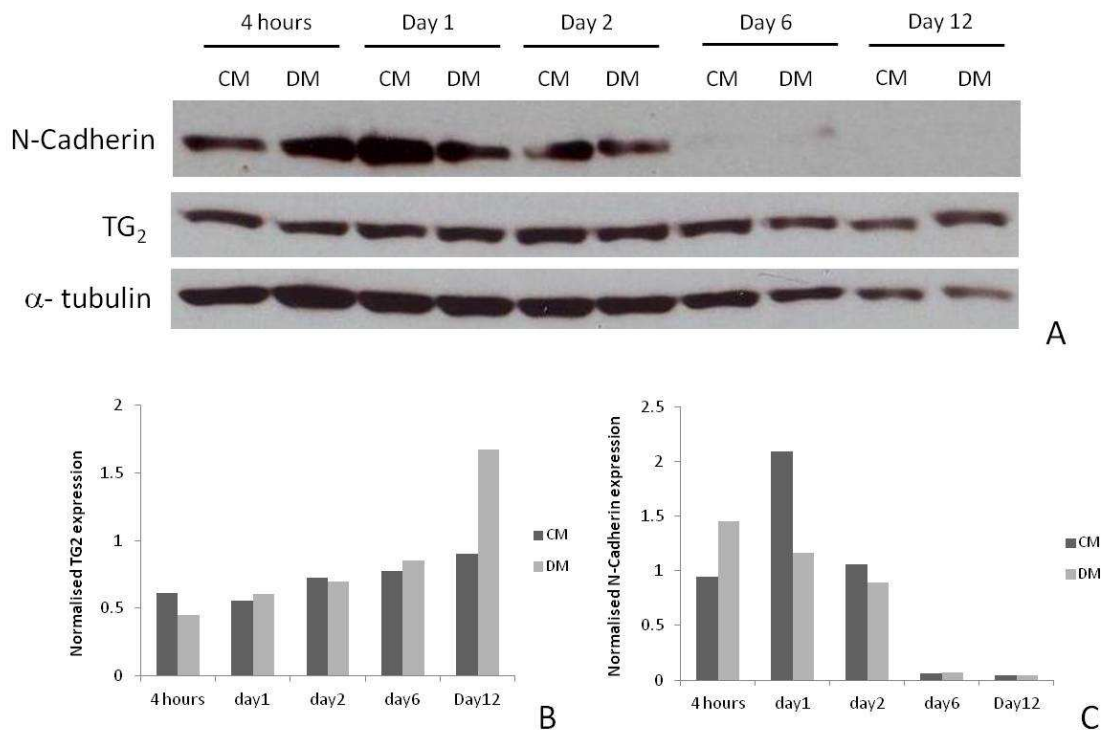 4 hours Day 1 Day 2 Day 6 Day 12
CM DM CM DM CM DM CM DM CM DM
N-Cadherin
TG₂
α- tubulin
A
Normalised TG2 expression
2
1.5
1
0.5
0
4 hours day1 day2 day6 Day12
CM
DM
B
Normalised N-Cadherin expression
2.5
2
1.5
1
0.5
0
4 hours day1 day2 day6 Day12
CM
DM
C